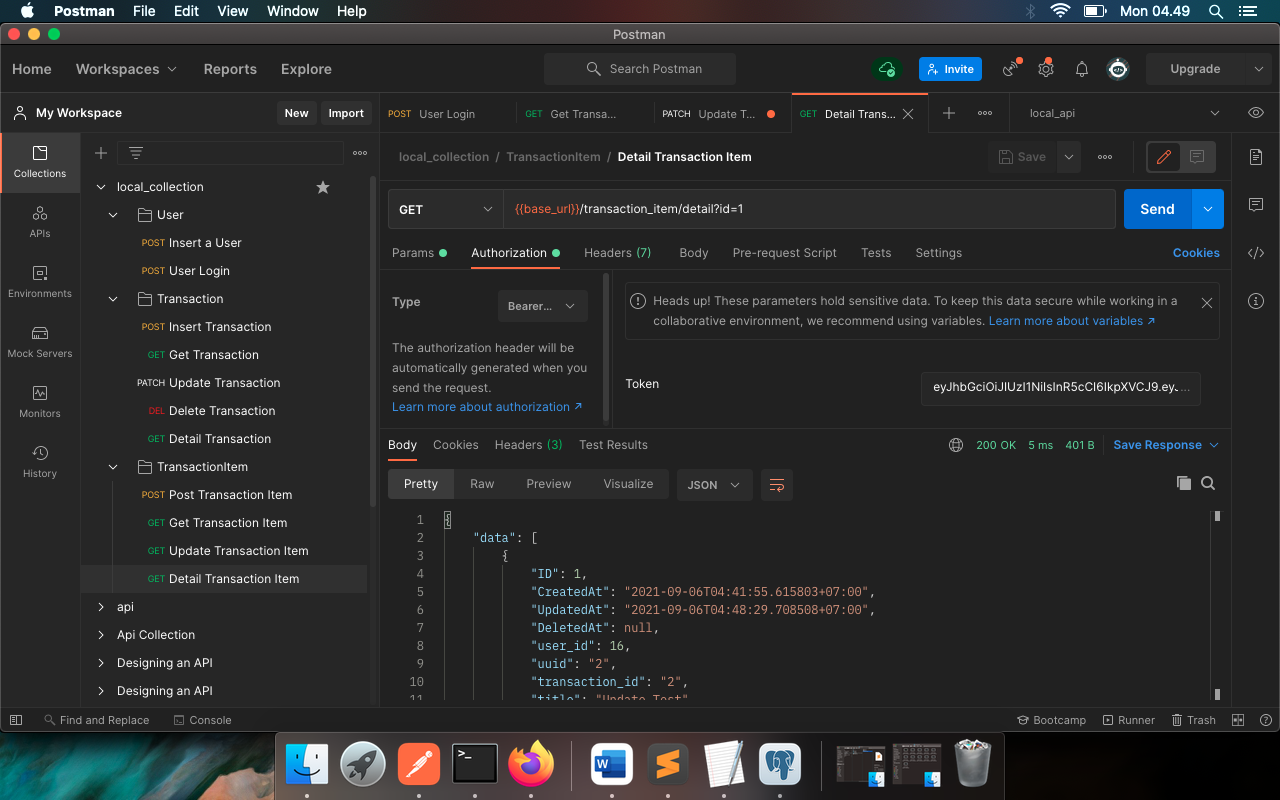 Postman File Edit View Window Help Mon 04.49
Postman
Home Workspaces Reports Explore Search Postman Invite Upgrade
My Workspace New Import
POST User Login GET Get Transa... PATCH Update T... GET Detail Trans... local_api
Collections
APIs
Environments
Mock Servers
Monitors
History
local_collection
User
POST Insert a User
POST User Login
Transaction
POST Insert Transaction
GET Get Transaction
PATCH Update Transaction
DEL Delete Transaction
GET Detail Transaction
TransactionItem
POST Post Transaction Item
GET Get Transaction Item
GET Update Transaction Item
GET Detail Transaction Item
api
Api Collection
Designing an API
Designing an API
local_collection / TransactionItem / Detail Transaction Item Save
GET {{base_url}}/transaction_item/detail?id=1 Send
Params Authorization Headers (7) Body Pre-request Script Tests Settings Cookies
Type Bearer...
The authorization header will be
automatically generated when you
send the request.
Learn more about authorization ↗
Heads up! These parameters hold sensitive data. To keep this data secure while working in a
collaborative environment, we recommend using variables. Learn more about variables ↗
Token
Body Cookies Headers (3) Test Results 200 OK 5 ms 401 B Save Response
Pretty Raw Preview Visualize JSON
1 {
2 "data": [
3 {
4 "ID": 1,
5 "CreatedAt": "2021-09-06T04:41:55.615803+07:00",
6 "UpdatedAt": "2021-09-06T04:48:29.708508+07:00",
7 "DeletedAt": null,
8 "user_id": 16,
9 "uuid": "2",
10 "transaction_id": "2",
11 "title": "Update Test"
Find and Replace Console Bootcamp Runner Trash